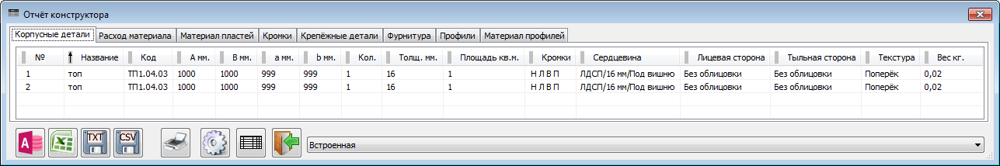 Отчёт конструктора
Корпусные детали Расход материала Материал пластей Кромки Крепёжные детали Фурнитура Профили Материал профилей
№ Название Код А мм. В мм. а мм. b мм. Кол. Толщ. мм. Площадь кв.м. Кромки Сердцевина Лицевая сторона Тыльная сторона Текстура Вес кг.
1 топ ТП1.04.03 1000 1000 999 999 1 16 1 Н Л В П ЛДСП/16 мм/Под вишню Без облицовки Без облицовки Поперёк 0,02
2 топ ТП1.04.03 1000 1000 999 999 1 16 1 Н Л В П ЛДСП/16 мм/Под вишню Без облицовки Без облицовки Поперёк 0,02
A X TXT CSV Встроенная